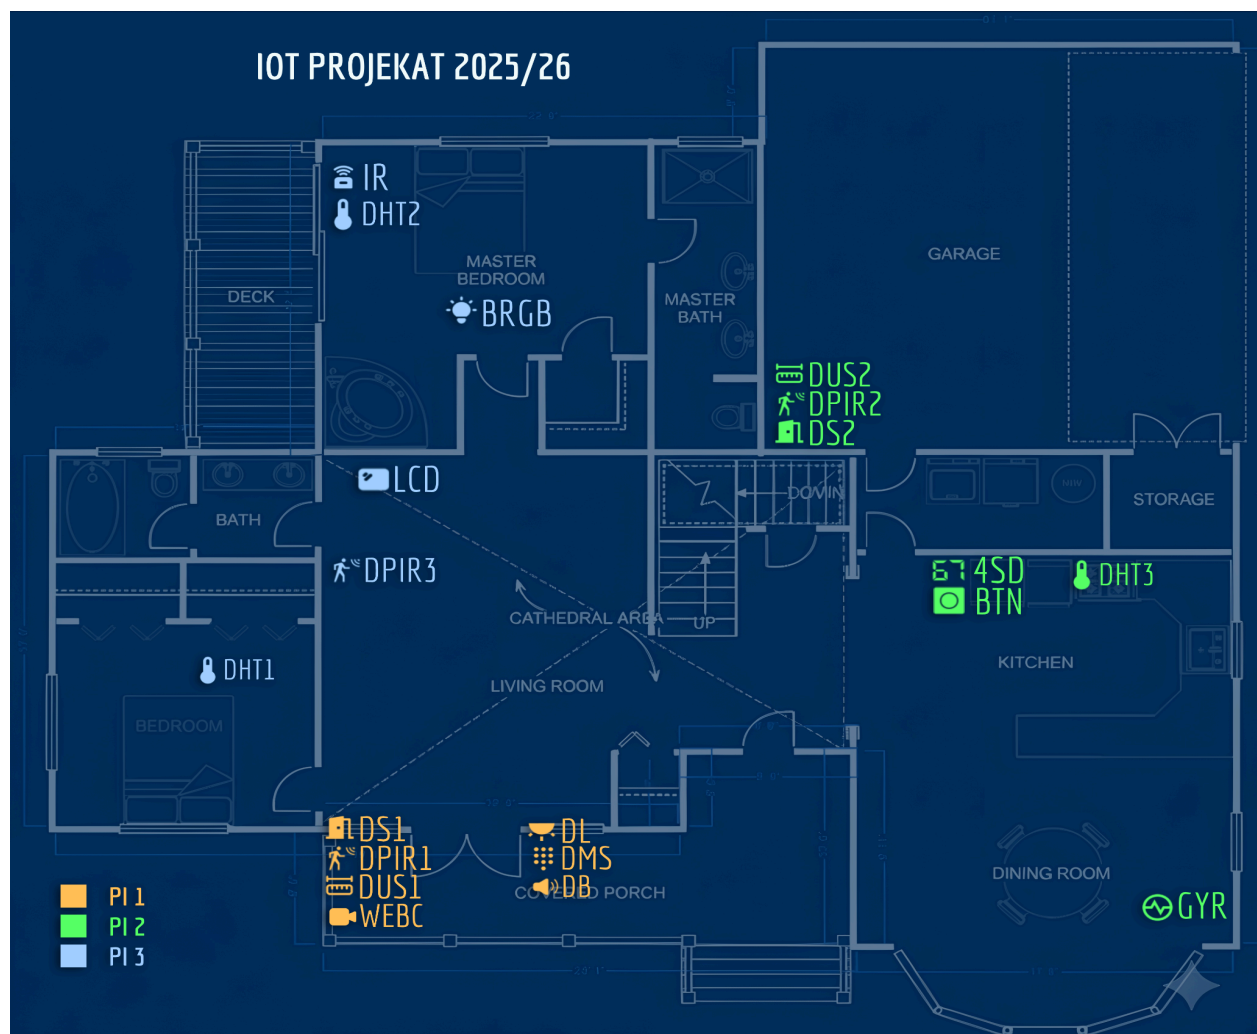 IOT PROJEKAT 2025/26
IR
DHT2
MASTER
BEDROOM
BRGB
DECK
MASTER
BATH
GARAGE
DUS2
DPIR2
DS2
LCD
BATH
STORAGE
DPIR3
CATHEDRAL AREA
UP
67 4SD
BTN
DHT3
KITCHEN
DHT1
LIVING ROOM
BEDROOM
DS1
DPIR1
DUS1
WEBC
DL
DMS
DB
COVERED PORCH
DINING ROOM
GYR
PI 1
PI 2
PI 3